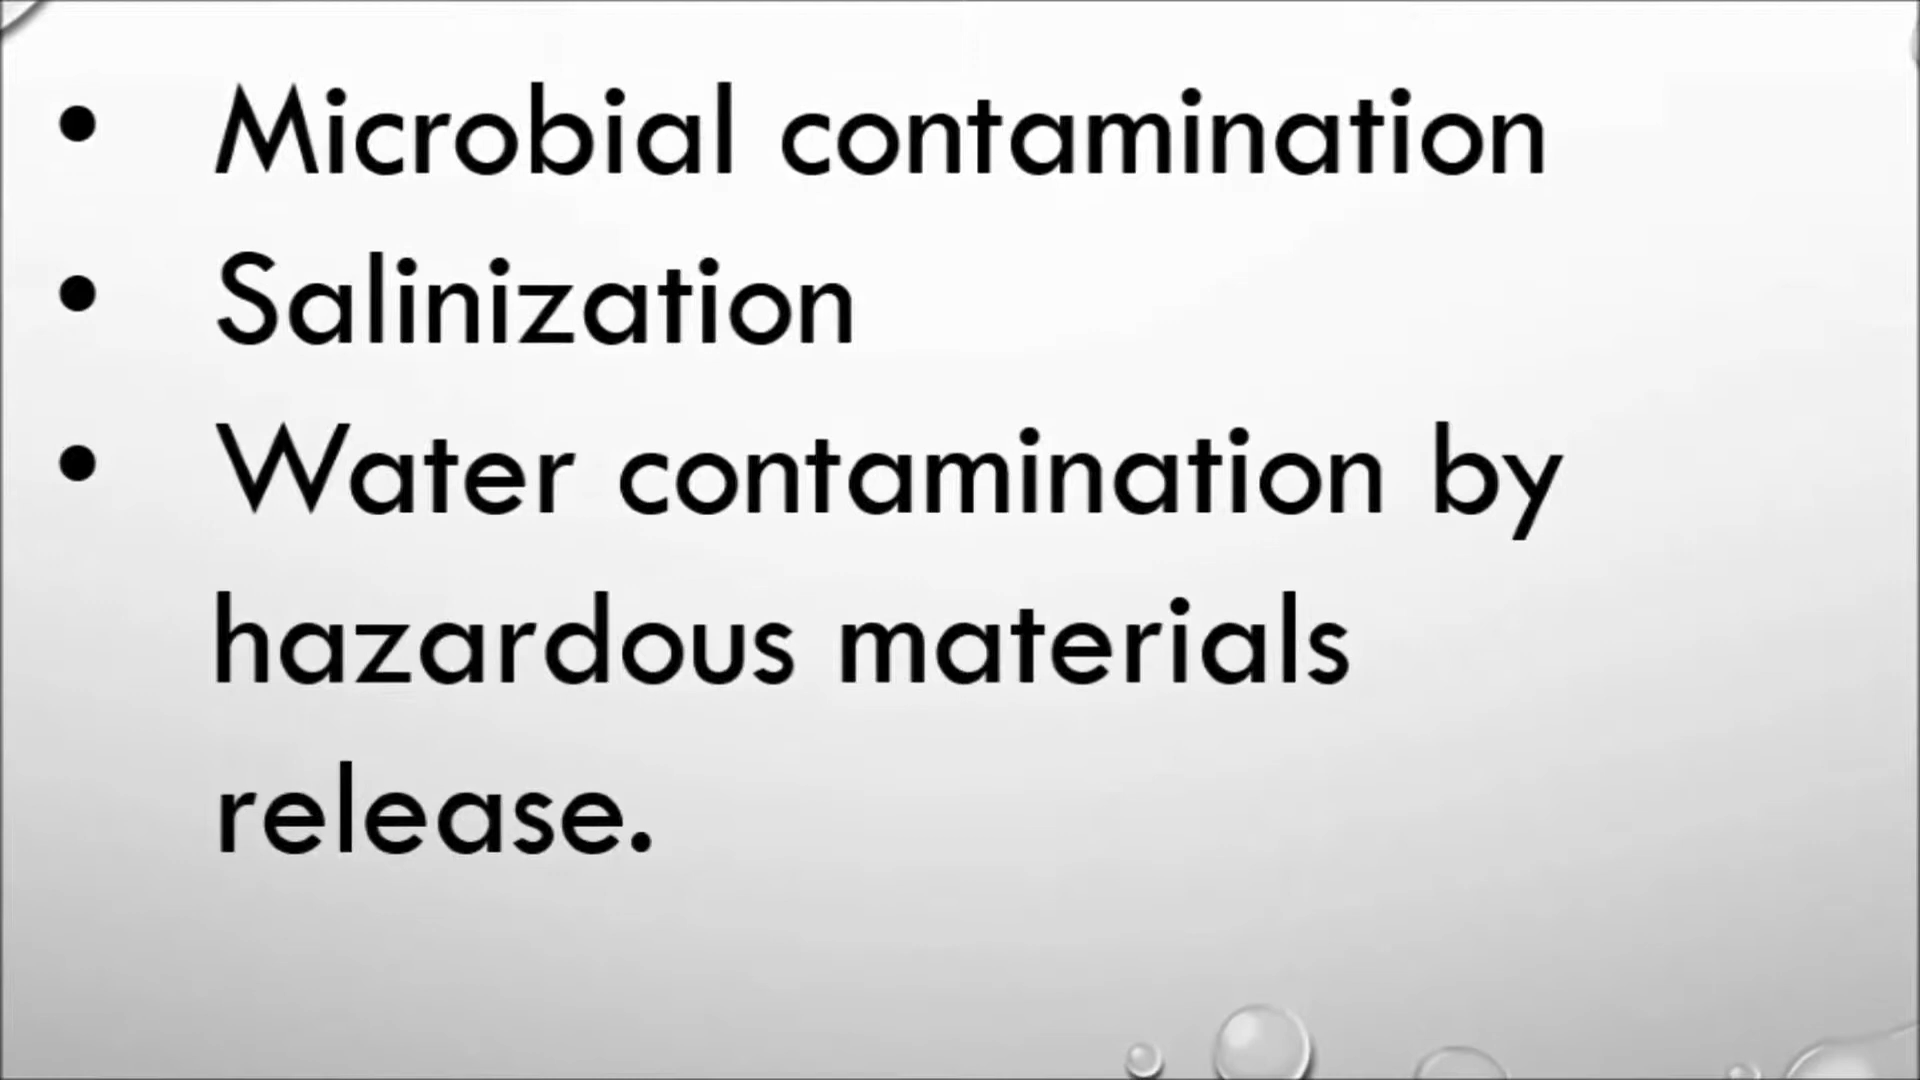 • Microbial contamination
• Salinization
• Water contamination by
hazardous materials
release.